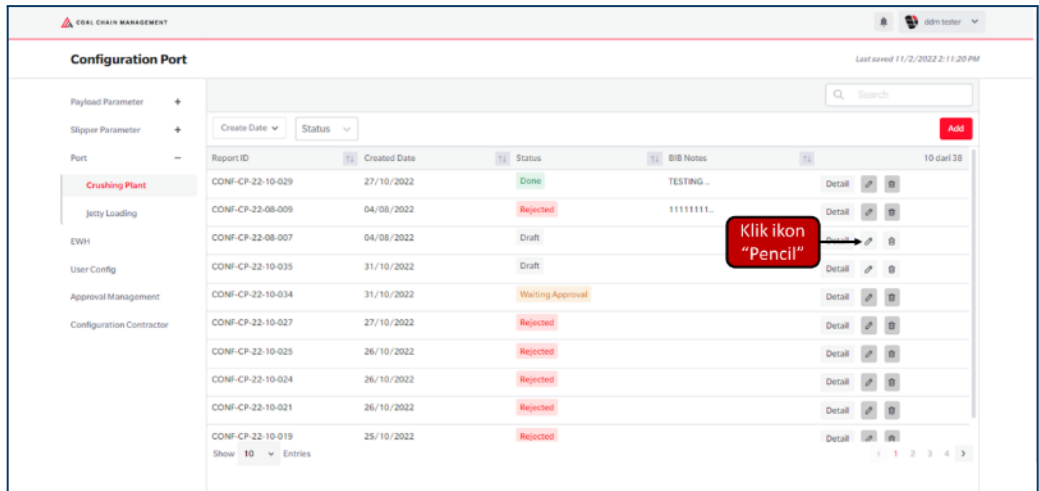 COAL CHAIN MANAGEMENT
ddm tester
Configuration Port
Last saved 11/2/2022 2:11:20 PM
Payload Parameter +
Slipper Parameter +
Port −
Crushing Plant
Jetty Loading
EWH
User Config
Approval Management
Configuration Contractor
Search
Create Date
Status
Add
Report ID Created Date Status BIB Notes 10 dari 38
CONF-CP-22-10-029 27/10/2022 Done TESTING ... Detail
CONF-CP-22-08-009 04/08/2022 Rejected 11111111... Detail
CONF-CP-22-08-007 04/08/2022 Draft Detail
Klik ikon
“Pencil”
CONF-CP-22-10-035 31/10/2022 Draft Detail
CONF-CP-22-10-034 31/10/2022 Waiting Approval Detail
CONF-CP-22-10-027 27/10/2022 Rejected Detail
CONF-CP-22-10-025 26/10/2022 Rejected Detail
CONF-CP-22-10-024 26/10/2022 Rejected Detail
CONF-CP-22-10-021 26/10/2022 Rejected Detail
CONF-CP-22-10-019 25/10/2022 Rejected Detail
Show 10 Entries
< 1 2 3 4 >